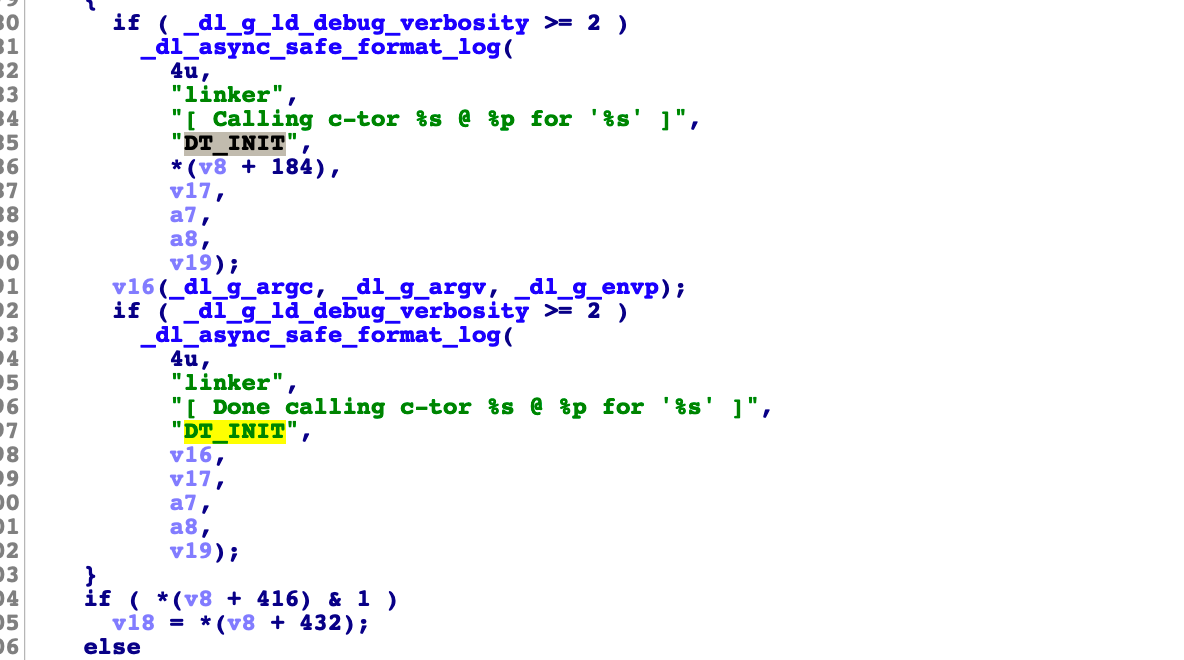 {
30 if ( _dl_g_ld_debug_verbosity >= 2 )
31 _dl_async_safe_format_log(
32 4u,
33 "linker",
34 "[ Calling c-tor %s @ %p for '%s' ]",
35 "DT_INIT",
36 *(v8 + 184),
37 v17,
38 a7,
39 a8,
90 v19);
91 v16(_dl_g_argc, _dl_g_argv, _dl_g_envp);
92 if ( _dl_g_ld_debug_verbosity >= 2 )
93 _dl_async_safe_format_log(
94 4u,
95 "linker",
96 "[ Done calling c-tor %s @ %p for '%s' ]",
97 "DT_INIT",
98 v16,
99 v17,
00 a7,
01 a8,
02 v19);
03 }
04 if ( *(v8 + 416) & 1 )
05 v18 = *(v8 + 432);
06 else